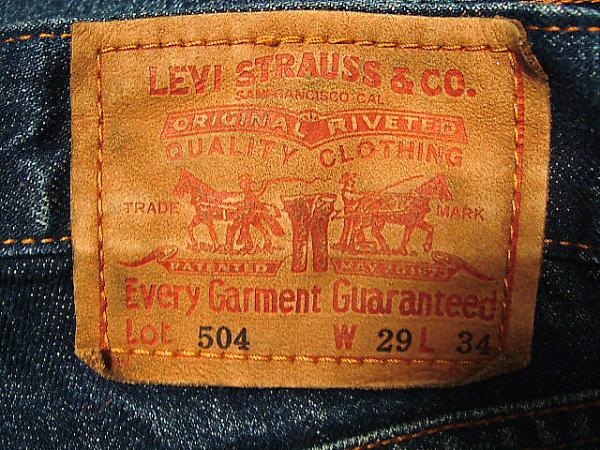 LEVI STRAUSS & CO.
SAN FRANCISCO CAL
ORIGINAL RIVETED
QUALITY CLOTHING
TRADE MARK
PATENTED MAY 20 1873
Every Garment Guaranteed
Lot 504 W 29 L 34